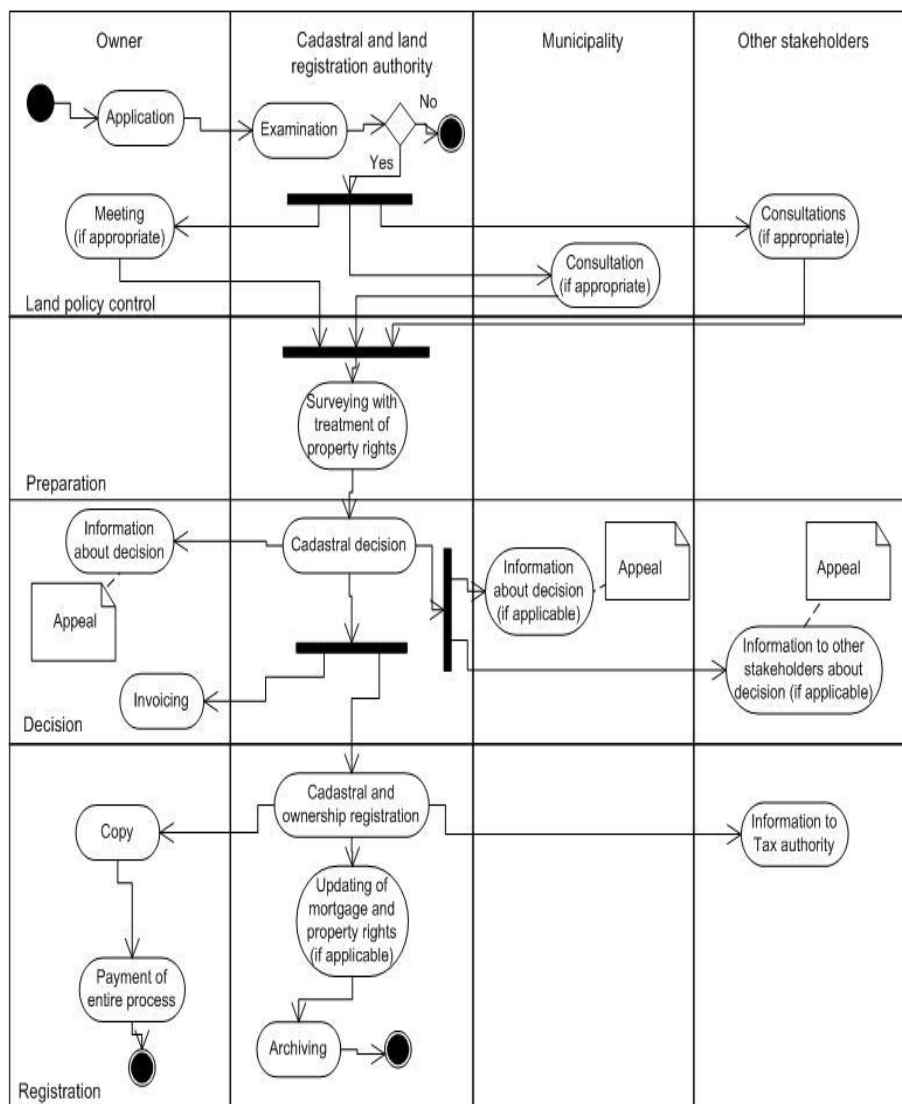 Owner
Cadastral and land
registration authority
Municipality
Other stakeholders
Application
Examination
No
Yes
Meeting
(if appropriate)
Consultation
(if appropriate)
Consultations
(if appropriate)
Land policy control
Surveying with
treatment of
property rights
Preparation
Information
about decision
Appeal
Cadastral decision
Information
about decision
(if applicable)
Appeal
Appeal
Information to other
stakeholders about
decision (if applicable)
Invoicing
Decision
Cadastral and
ownership registration
Copy
Information to
Tax authority
Updating of
mortgage and
property rights
(if applicable)
Payment of
entire process
Archiving
Registration